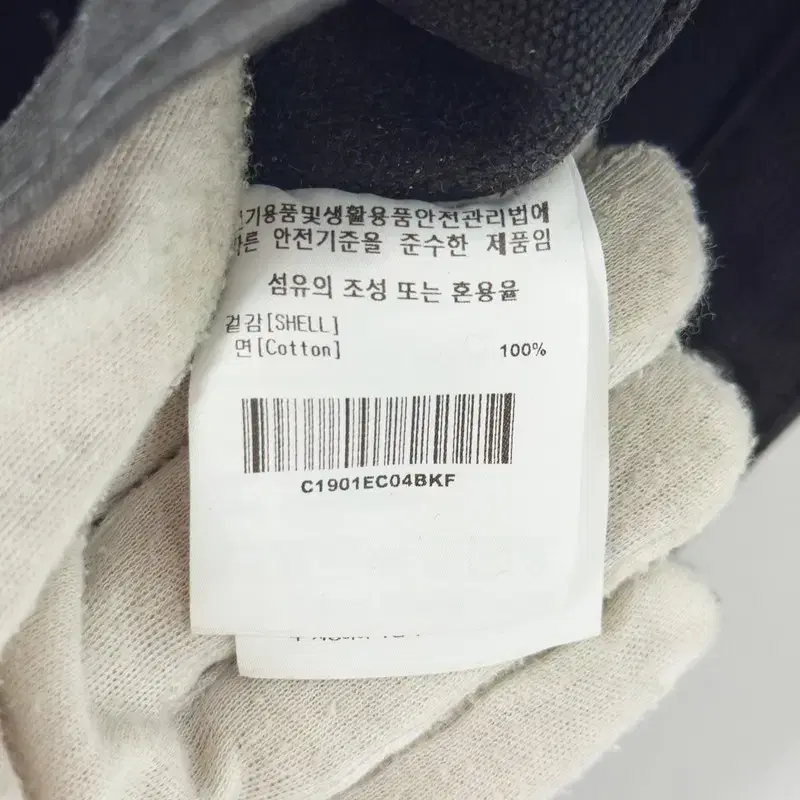 전기용품및생활용품안전관리법에
따른 안전기준을 준수한 제품임
섬유의 조성 또는 혼용율
겉감[SHELL]
면[Cotton] 100%
C1901EC04BKF